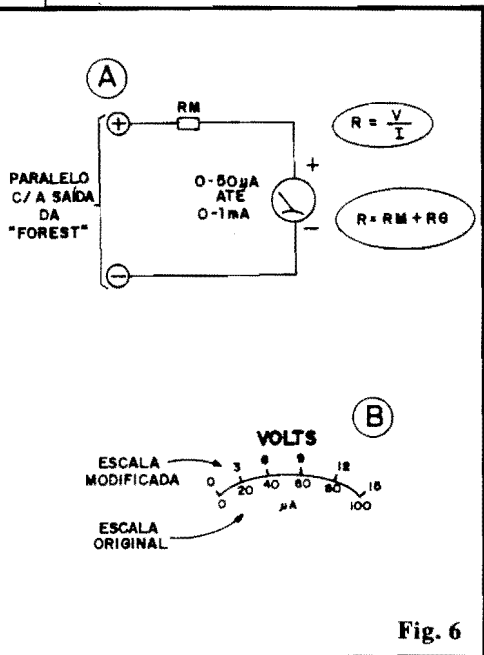 A
RM
R = V/I
+
PARALELO
C/A SAÍDA
DA
"FOREST"
0-50µA
ATÉ
0-1mA
+
-
R = RM + RG
-
B
VOLTS
ESCALA
MODIFICADA
0 3 6 9 12 15
0 20 40 60 80 100
µA
ESCALA
ORIGINAL
Fig. 6